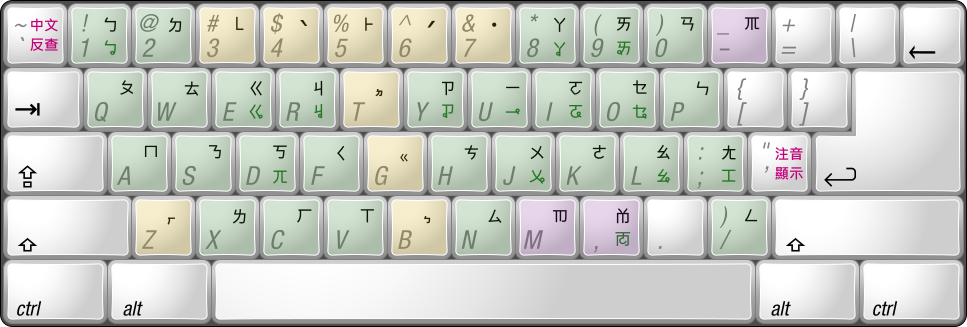 ~ 中文 ! ㄅ @ ㄉ # ˪ $ ˋ % ˫ ^ ˊ & ˙ * ㄚ ( ㄞ ) ㄢ _ ㆭ + |
` 反查 1 ㆠ 2 3 4 5 6 7 8 ㆩ 9 ㆮ 0 - = \ ←
ㄆ ㄊ ㄍ ㄐ ㄉ ㄗ ㄧ ㄛ ㄝ ㄣ { }
⇥ Q W E ㆣ R ㆢ T Y ㆡ U ㆪ I ㆦ O ㆤ P [ ]
ㄇ ㄋ ㄎ ㄑ ㆻ ㄘ ㄨ ㄜ ㄠ : ㄤ " 注音
A S D ㄫ F G H J ㆫ K L ㆯ ; ㆲ ' 顯示
ㆷ ㄌ ㄏ ㄒ ㄅ ㄙ ㆬ ㆰ ) ㄥ
Z X C V B N M , ㆱ . /
ctrl alt alt ctrl